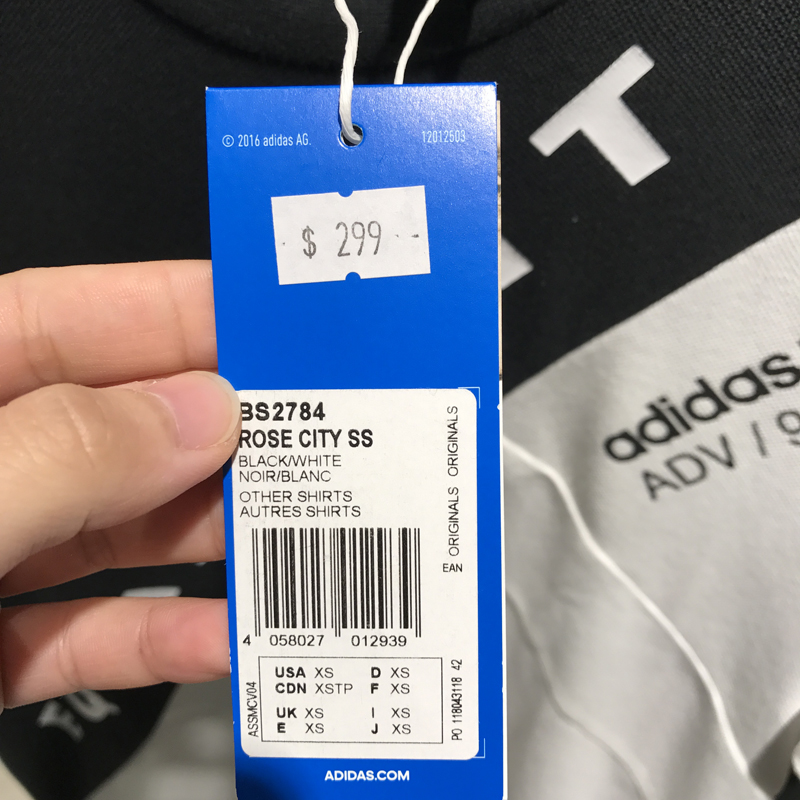 © 2016 adidas AG.
12012503
$ 299
BS2784
ROSE CITY SS
BLACK/WHITE
NOIR/BLANC
OTHER SHIRTS
AUTRES SHIRTS
ORIGINALS ORIGINALS
EAN
4 058027 012939
ASSMCV04
USA XS D XS
CDN XSTP F XS
UK XS I XS
E XS J XS
PO 118043118 42
ADIDAS.COM
T
adidas
ADV / 9